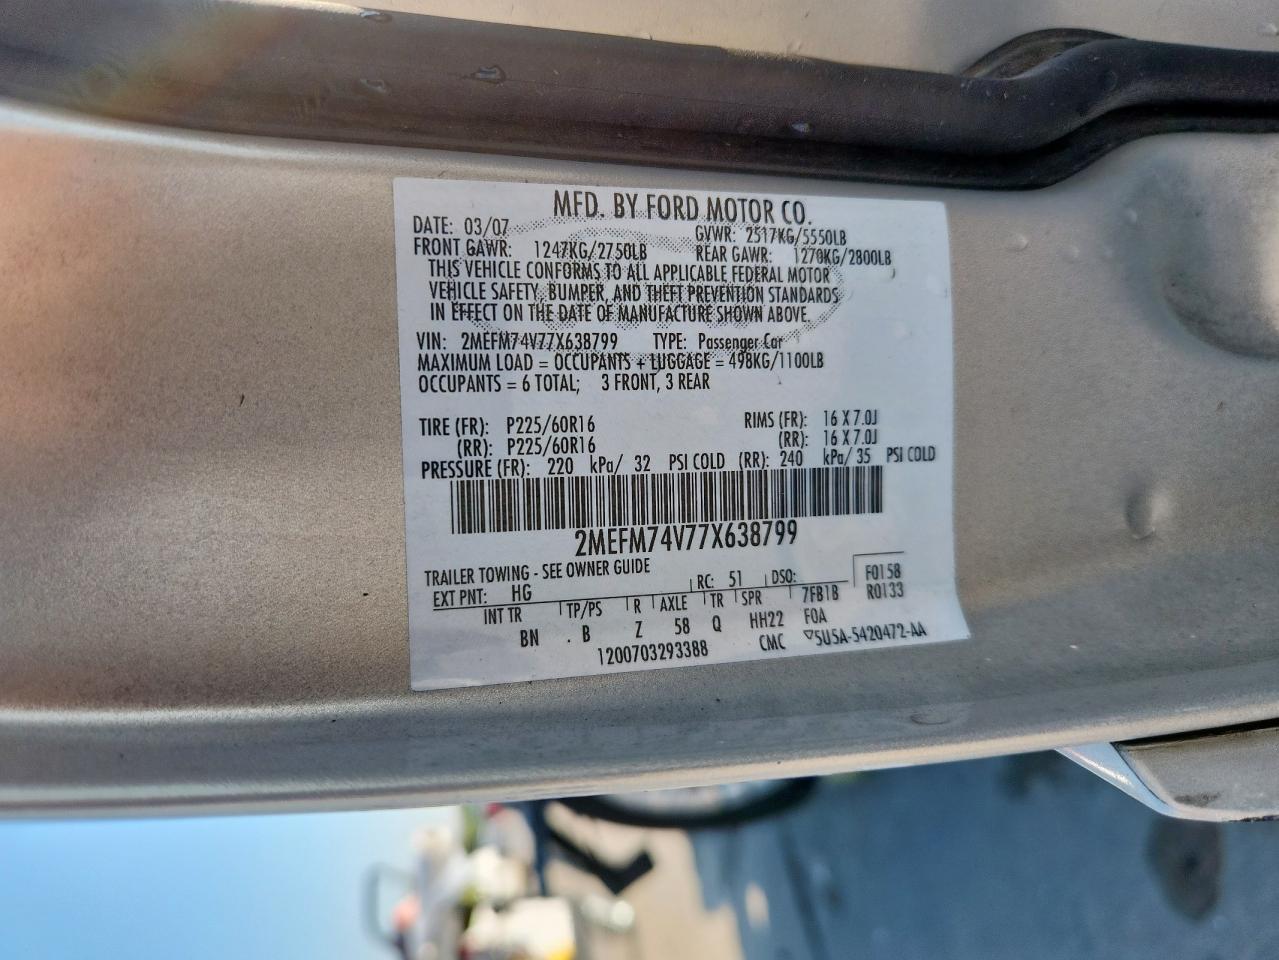 MFD. BY FORD MOTOR CO.
DATE: 03/07 GVWR: 2517KG/5550LB
FRONT GAWR: 1247KG/2750LB REAR GAWR: 1270KG/2800LB
THIS VEHICLE CONFORMS TO ALL APPLICABLE FEDERAL MOTOR
VEHICLE SAFETY, BUMPER, AND THEFT PREVENTION STANDARDS
IN EFFECT ON THE DATE OF MANUFACTURE SHOWN ABOVE.
VIN: 2MEFM74V77X638799 TYPE: Passenger Car
MAXIMUM LOAD = OCCUPANTS + LUGGAGE = 498KG/1100LB
OCCUPANTS = 6 TOTAL; 3 FRONT, 3 REAR
TIRE (FR): P225/60R16 RIMS (FR): 16 X 7.0J
(RR): P225/60R16 (RR): 16 X 7.0J
PRESSURE (FR): 220 kPa/ 32 PSI COLD (RR): 240 kPa/ 35 PSI COLD
2MEFM74V77X638799
TRAILER TOWING - SEE OWNER GUIDE
EXT PNT: HG RC: 51 DSO: F0158
INT TR TP/PS R AXLE TR SPR 7FB1B R0133
BN B Z 58 Q HH22 FOA
1200703293388 CMC ▽5U5A-5420472-AA